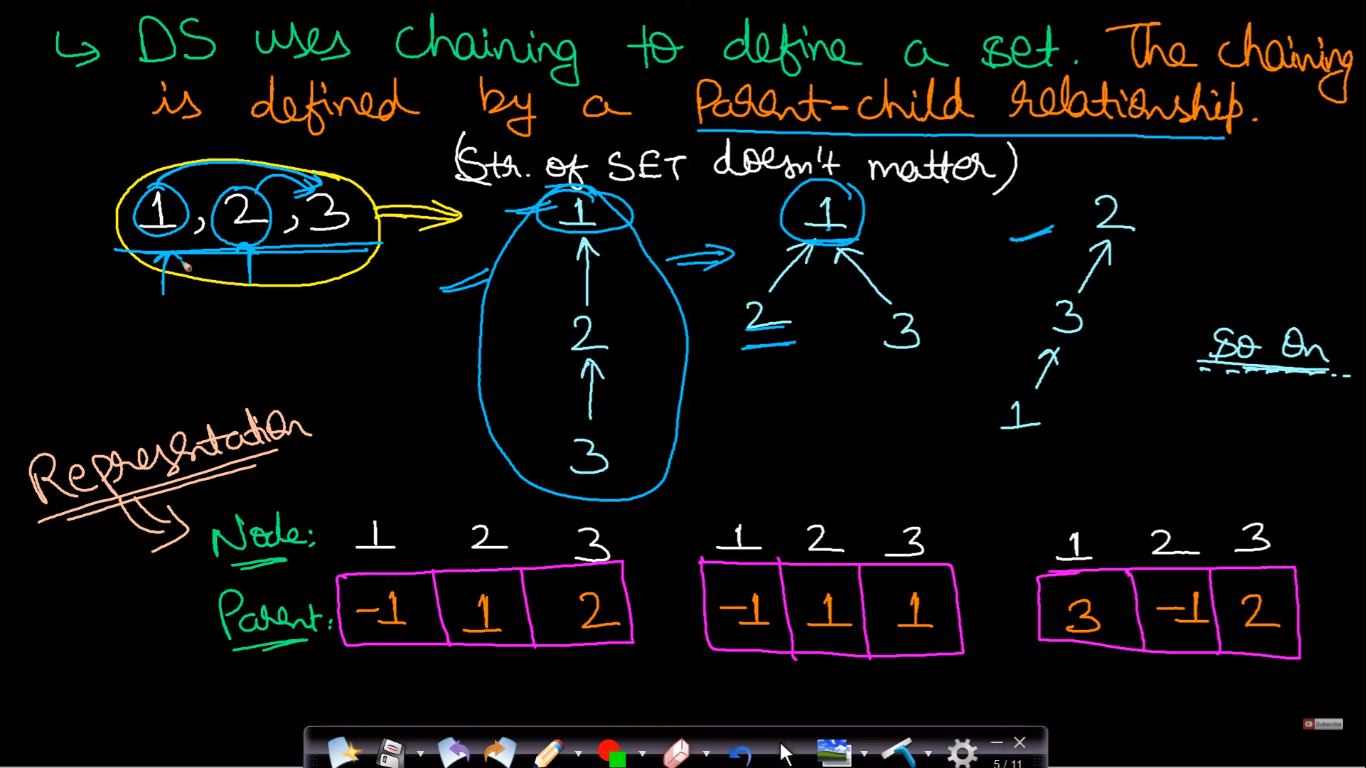 ↳ DS uses chaining to define a set. The chaining
is defined by a Parent-child relationship.
(Str. of SET doesn't matter)
1, 2, 3
1
2
3
1
2 3
2
3
1
So On
Representation
Node: 1 2 3 1 2 3 1 2 3
Parent: -1 1 2 -1 1 1 3 -1 2
Subscribe
5 / 11